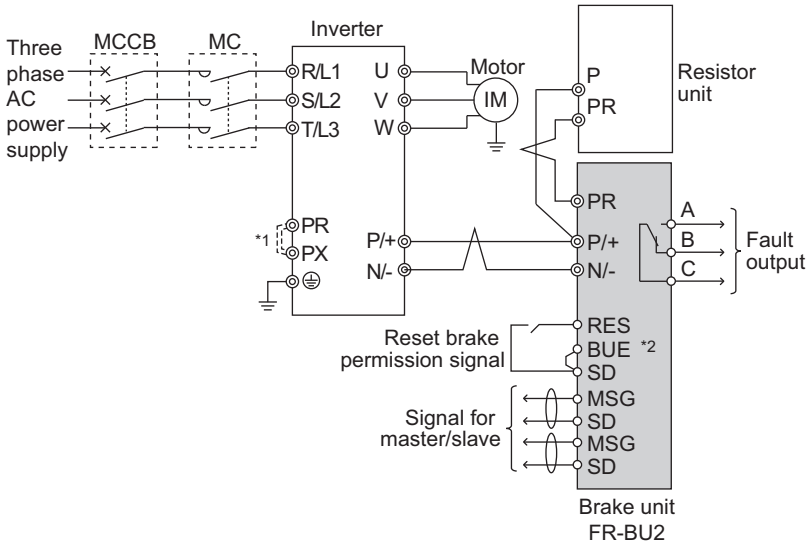 Three
phase
AC
power
supply
MCCB
MC
Inverter
R/L1
S/L2
T/L3
U
V
W
Motor
IM
*1
PR
PX
P/+
N/-
P
PR
Resistor
unit
PR
P/+
N/-
A
B
C
Fault
output
Reset brake
permission signal
RES
BUE *2
SD
Signal for
master/slave
MSG
SD
MSG
SD
Brake unit
FR-BU2